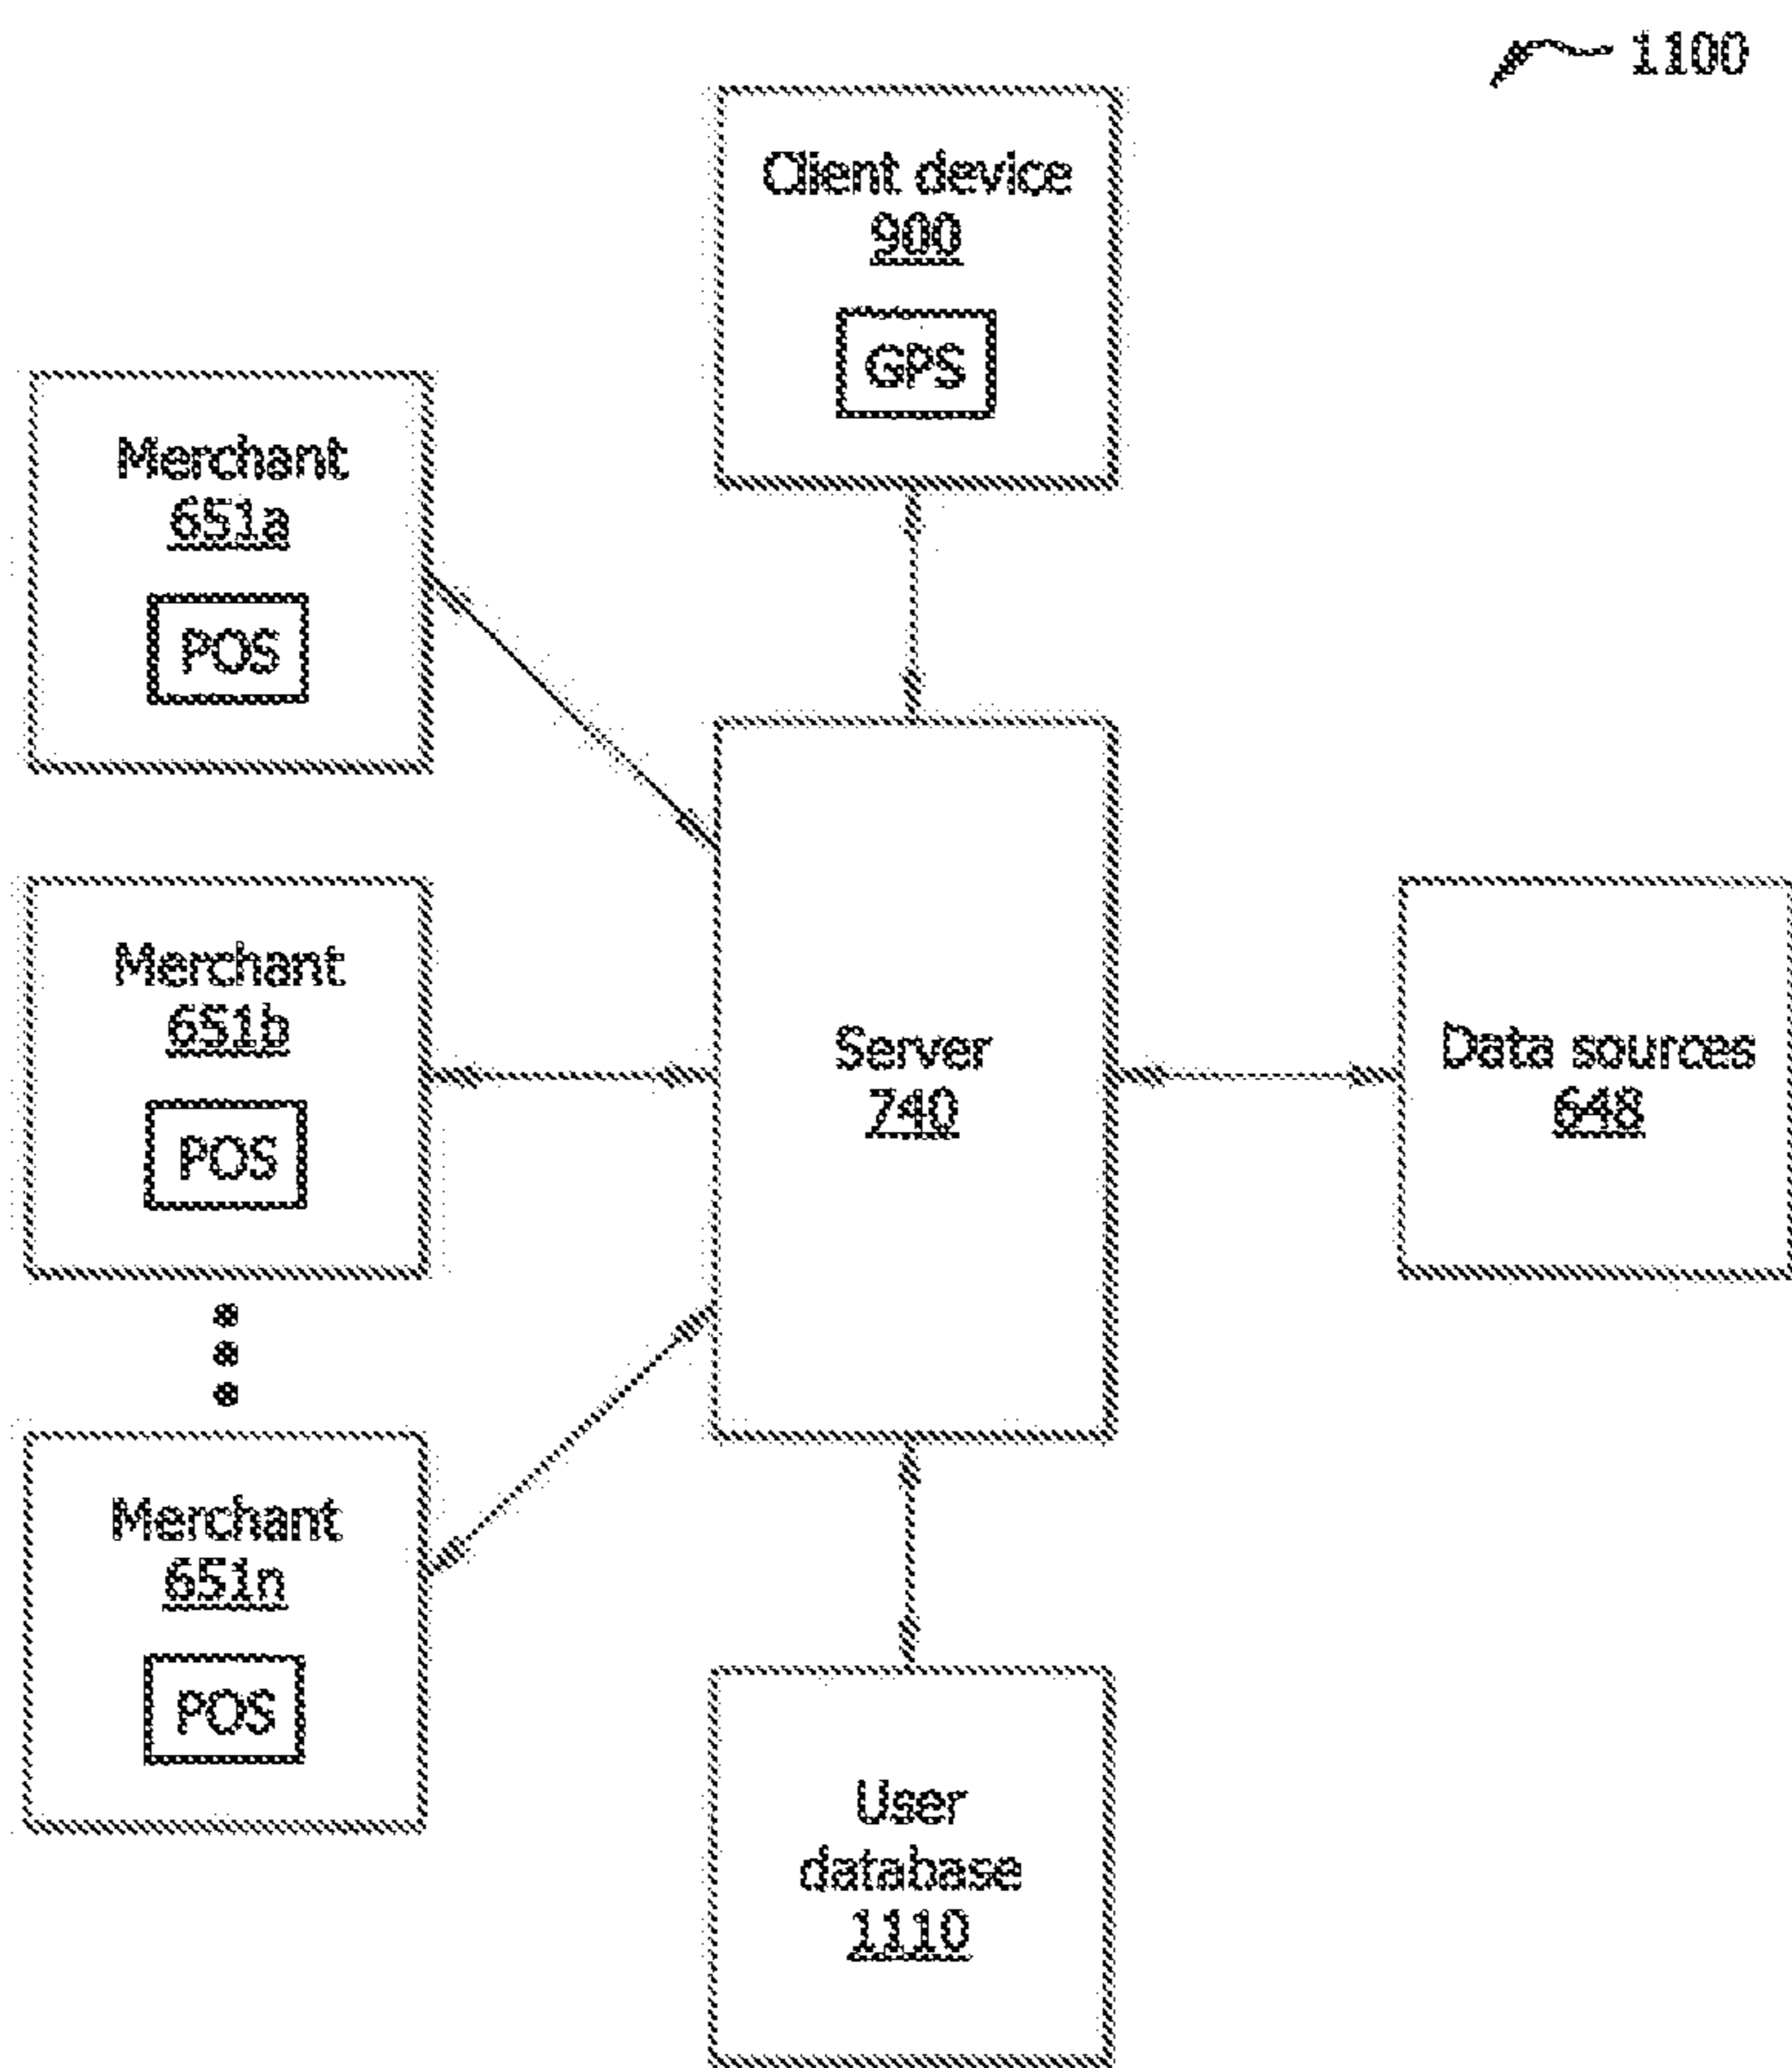 1100
Client device
900
GPS
Merchant
651a
POS
Merchant
651b
POS
Server
740
Data sources
648
Merchant
651n
POS
User
database
1110